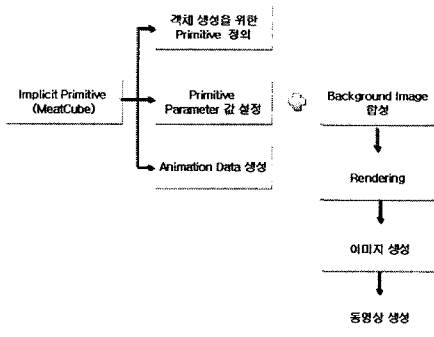 객체 생성을 위한
Primitive 정의
Implicit Primitive
(MeatCube)
Primitive
Parameter 값 설정
Animation Data 생성
Background Image
합성
Rendering
이미지 생성
동영상 생성